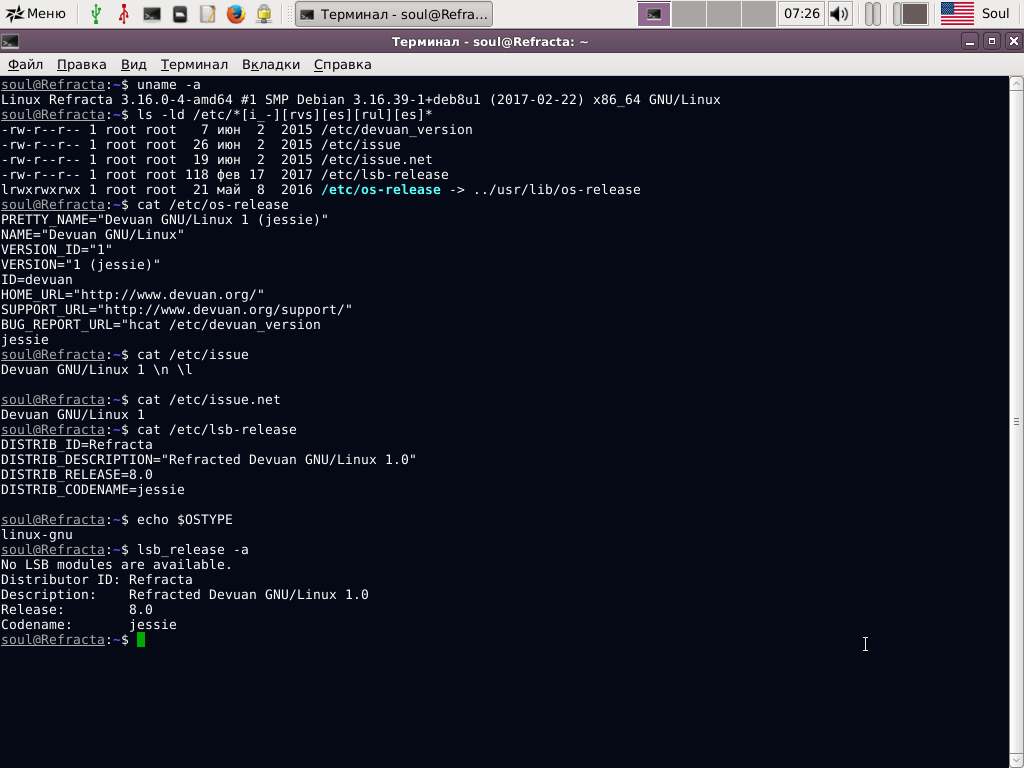 Меню
Терминал - soul@Refra...
07:26
Soul
Терминал - soul@Refracta: ~
Файл Правка Вид Терминал Вкладки Справка
soul@Refracta:~$ uname -a
Linux Refracta 3.16.0-4-amd64 #1 SMP Debian 3.16.39-1+deb8u1 (2017-02-22) x86_64 GNU/Linux
soul@Refracta:~$ ls -ld /etc/*[i_-][rvs][es][rul][es]*
-rw-r--r-- 1 root root   7 июн  2  2015 /etc/devuan_version
-rw-r--r-- 1 root root  26 июн  2  2015 /etc/issue
-rw-r--r-- 1 root root  19 июн  2  2015 /etc/issue.net
-rw-r--r-- 1 root root 118 фев 17  2017 /etc/lsb-release
lrwxrwxrwx 1 root root  21 май  8  2016 /etc/os-release -> ../usr/lib/os-release
soul@Refracta:~$ cat /etc/os-release
PRETTY_NAME="Devuan GNU/Linux 1 (jessie)"
NAME="Devuan GNU/Linux"
VERSION_ID="1"
VERSION="1 (jessie)"
ID=devuan
HOME_URL="http://www.devuan.org/"
SUPPORT_URL="http://www.devuan.org/support/"
BUG_REPORT_URL="hcat /etc/devuan_version
jessie
soul@Refracta:~$ cat /etc/issue
Devuan GNU/Linux 1 \n \l
soul@Refracta:~$ cat /etc/issue.net
Devuan GNU/Linux 1
soul@Refracta:~$ cat /etc/lsb-release
DISTRIB_ID=Refracta
DISTRIB_DESCRIPTION="Refracted Devuan GNU/Linux 1.0"
DISTRIB_RELEASE=8.0
DISTRIB_CODENAME=jessie
soul@Refracta:~$ echo $OSTYPE
linux-gnu
soul@Refracta:~$ lsb_release -a
No LSB modules are available.
Distributor ID: Refracta
Description:    Refracted Devuan GNU/Linux 1.0
Release:        8.0
Codename:       jessie
soul@Refracta:~$